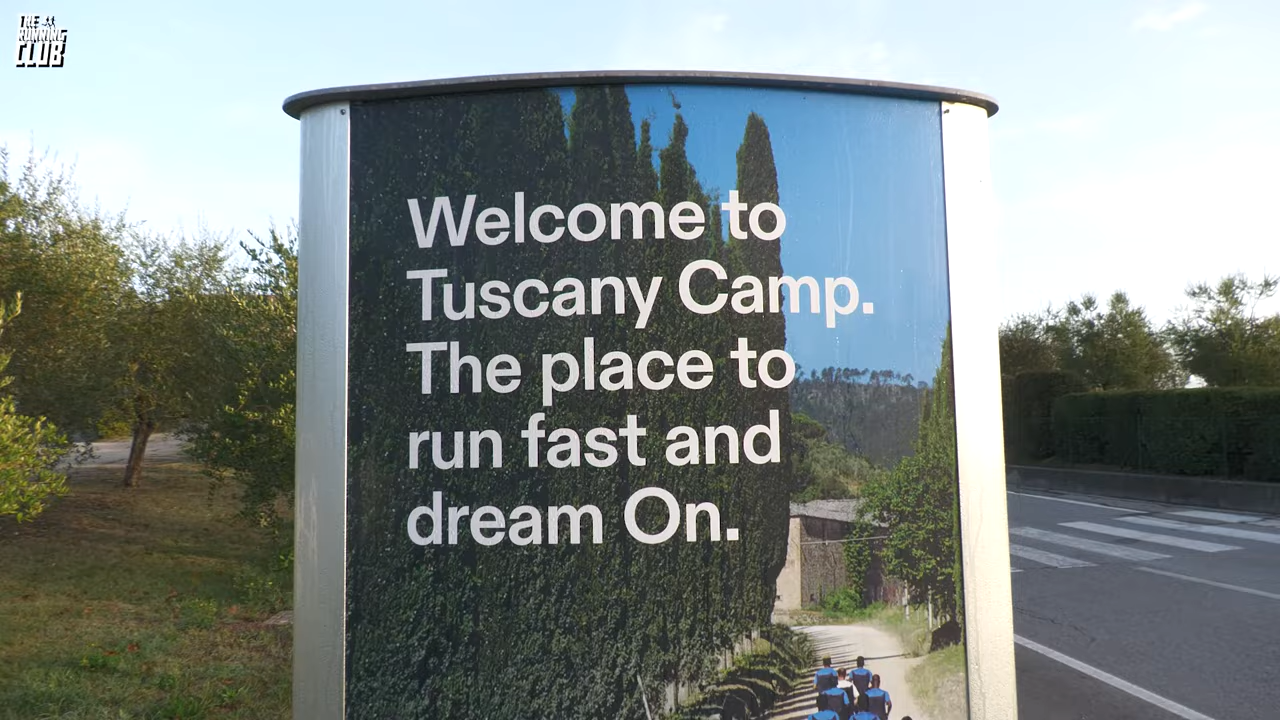 THE
RUNNING
CLUB
Welcome to
Tuscany Camp.
The place to
run fast and
dream On.